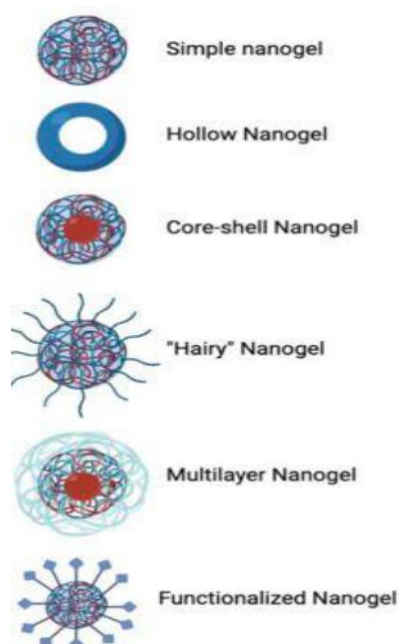 Simple nanogel
Hollow Nanogel
Core-shell Nanogel
"Hairy" Nanogel
Multilayer Nanogel
Functionalized Nanogel